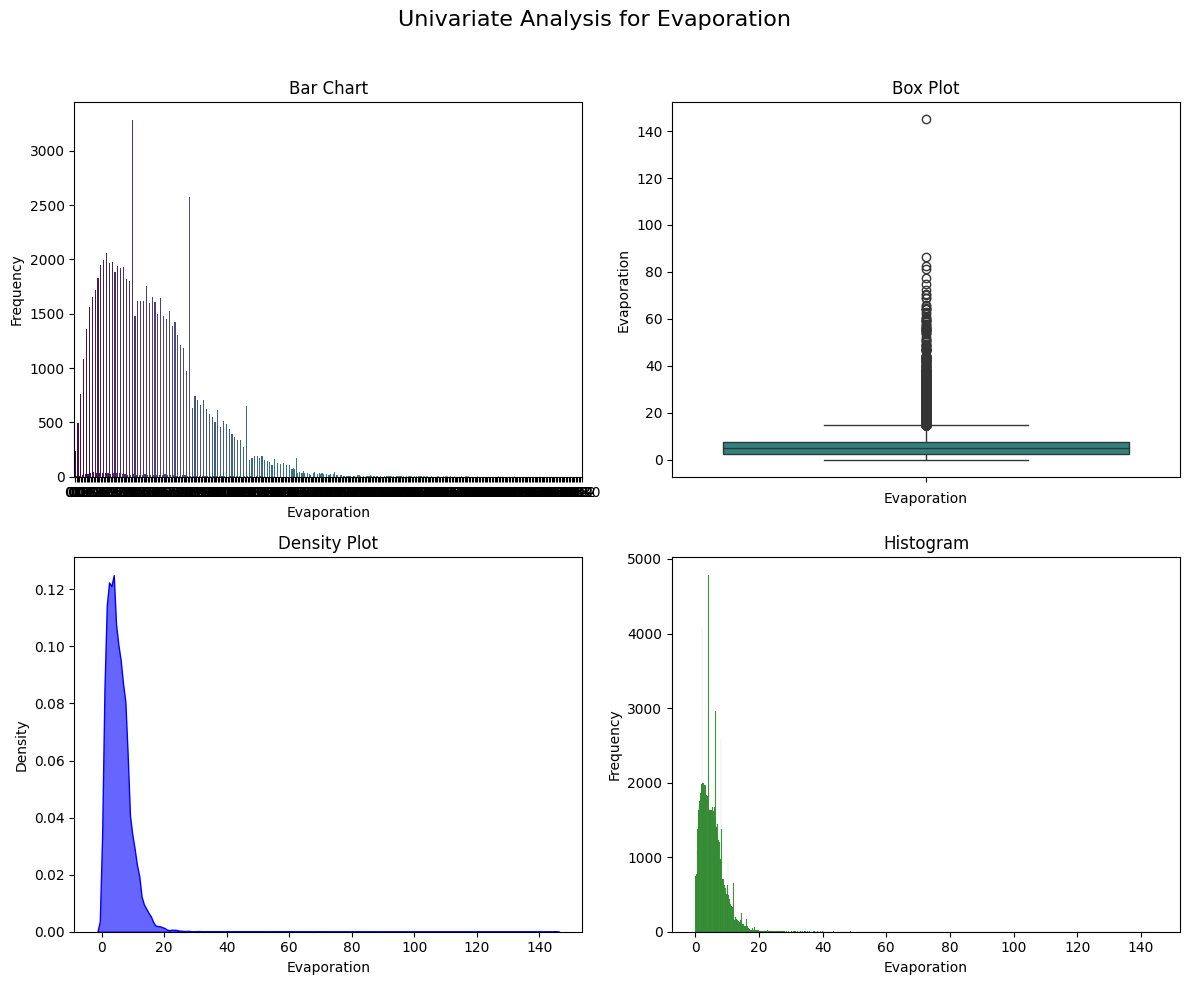 Univariate Analysis for Evaporation
Bar Chart
3000
2500
2000
1500
1000
500
0
Frequency
Evaporation
Box Plot
140
120
100
80
60
40
20
0
Evaporation
Evaporation
Density Plot
0.12
0.10
0.08
0.06
0.04
0.02
0.00
Density
0 20 40 60 80 100 120 140
Evaporation
Histogram
5000
4000
3000
2000
1000
0
Frequency
0 20 40 60 80 100 120 140
Evaporation